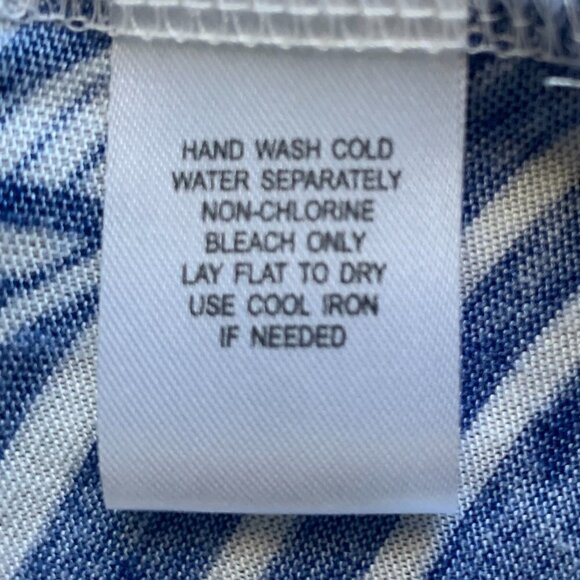 HAND WASH COLD
WATER SEPARATELY
NON-CHLORINE
BLEACH ONLY
LAY FLAT TO DRY
USE COOL IRON
IF NEEDED